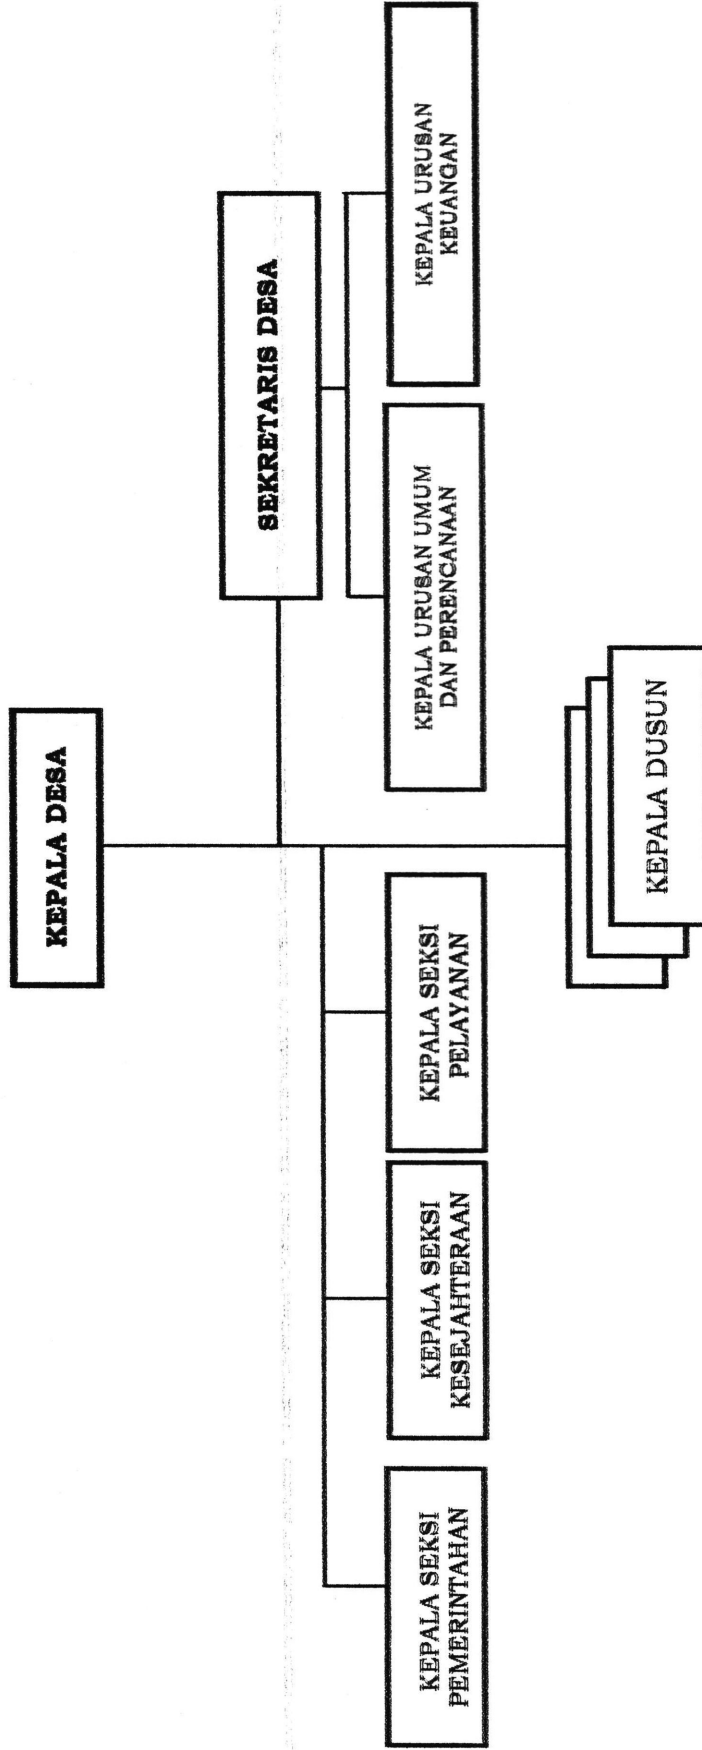 KEPALA DESA
SEKRETARIS DESA
KEPALA SEKSI
PEMERINTAHAN
KEPALA SEKSI
KESEJAHTERAAN
KEPALA SEKSI
PELAYANAN
KEPALA URUSAN UMUM
DAN PERENCANAAN
KEPALA URUSAN
KEUANGAN
KEPALA DUSUN